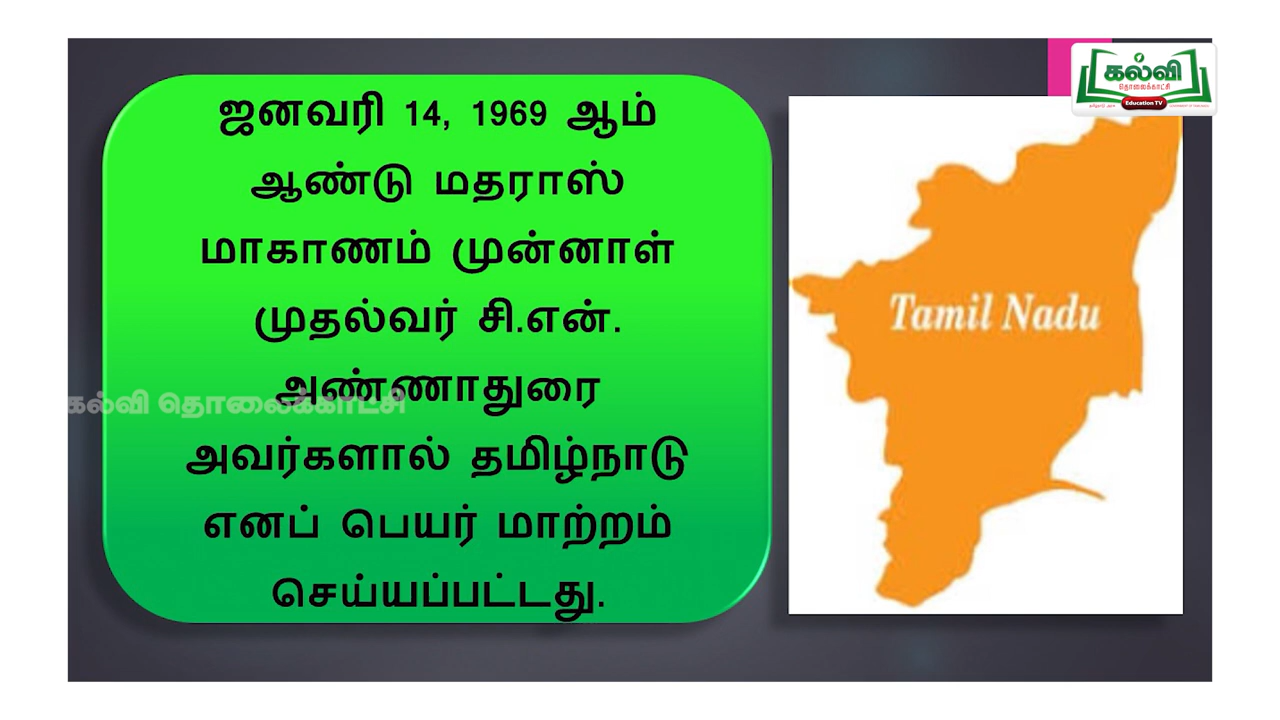 ஜனவரி 14, 1969 ஆம்
ஆண்டு மதராஸ்
மாகாணம் முன்னாள்
முதல்வர் சி.என்.
அண்ணாதுரை
அவர்களால் தமிழ்நாடு
எனப் பெயர் மாற்றம்
செய்யப்பட்டது.
Tamil Nadu
கல்வி
தொலைக்காட்சி
Education TV
கல்வி தொலைக்காட்சி